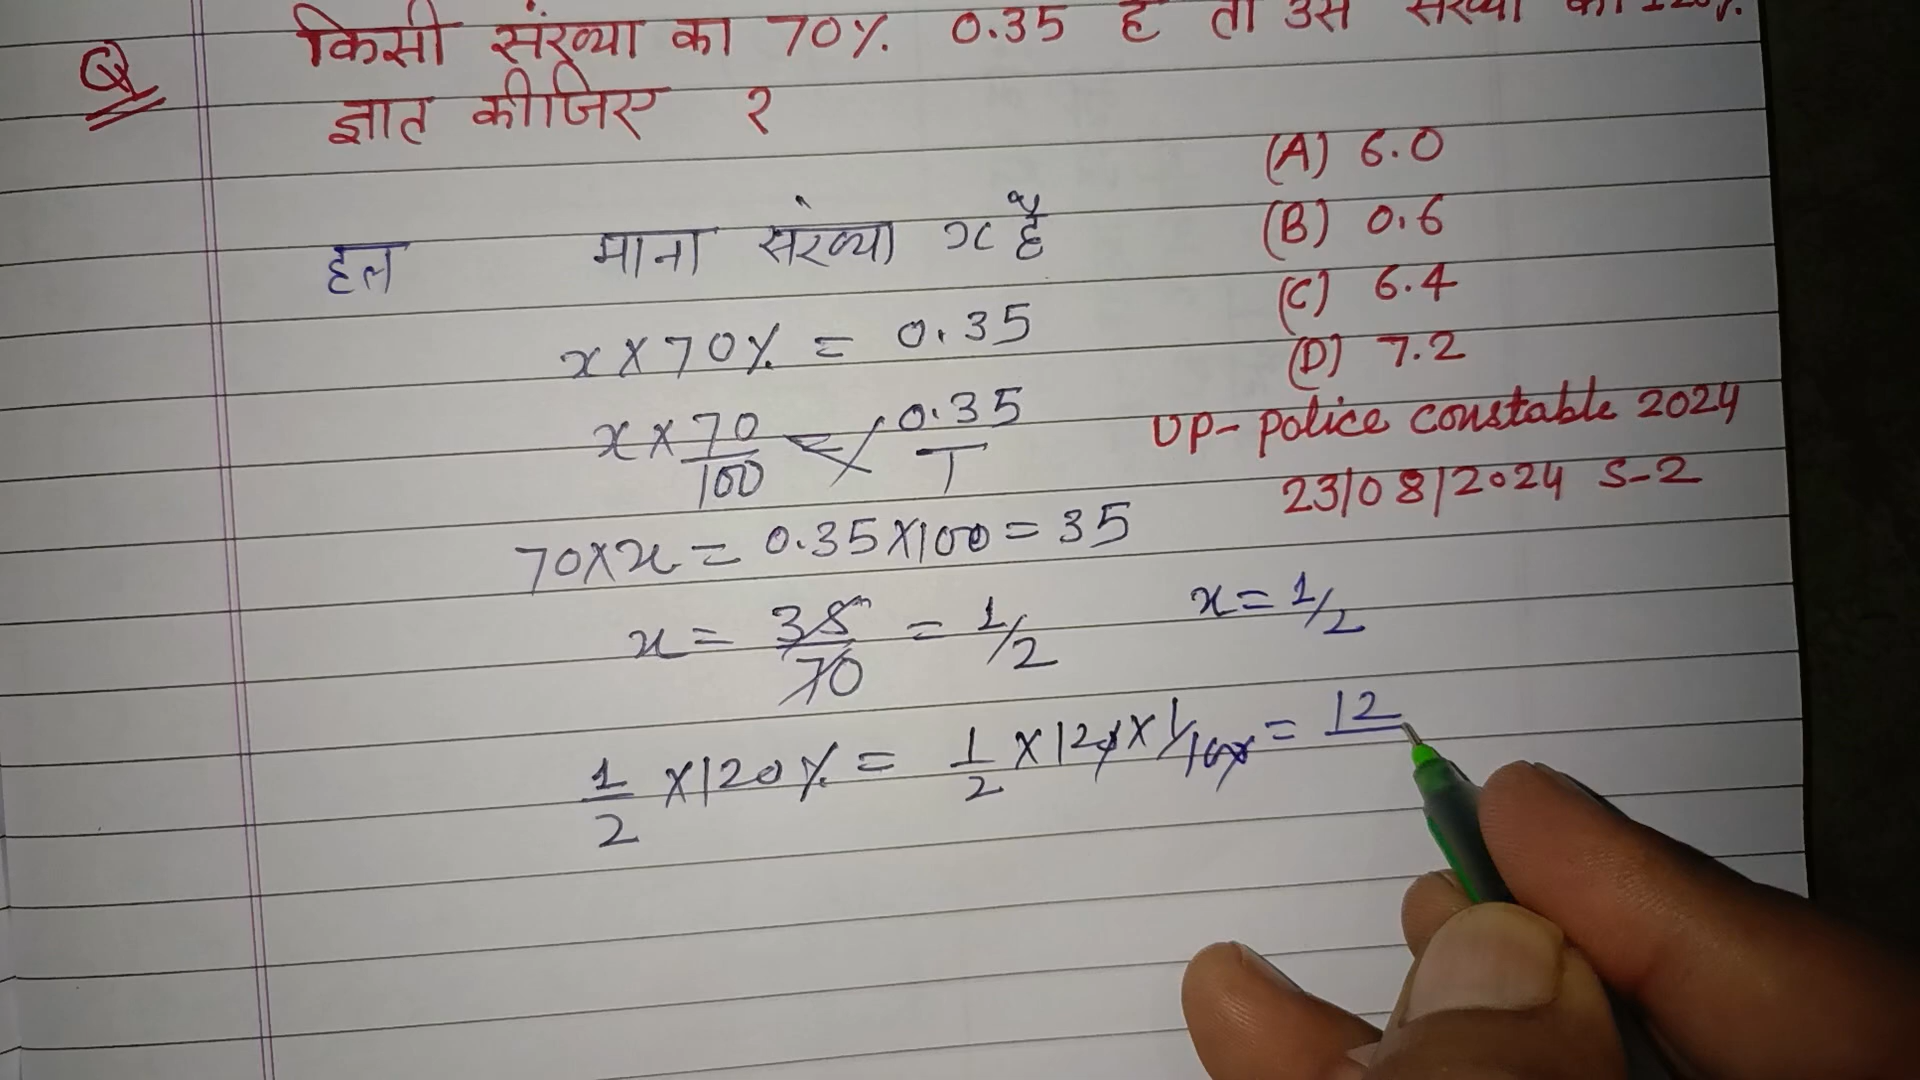 Q किसी संख्या का 70% 0.35 है तो उस संख्या का 120%
ज्ञात कीजिए ?
(A) 6.0
(B) 0.6
(C) 6.4
(D) 7.2
UP-Police constable 2024
23/08/2024 S-2
हल माना संख्या x है
x×70% = 0.35
x×70/100 = 0.35/1
70×x = 0.35×100 = 35
x = 35/70 = 1/2 x = 1/2
1/2 ×120% = 1/2 ×120×1/100 = 12